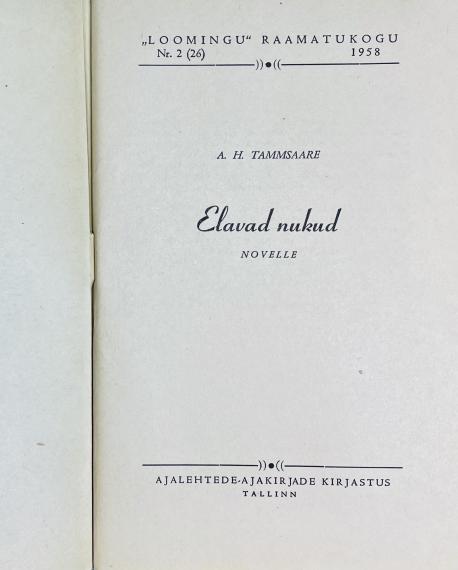 „LOOMINGU“ RAAMATUKOGU
Nr. 2 (26) 1958
A. H. TAMMSAARE
Elavad nukud
NOVELLE
AJALEHTEDE-AJAKIRJADE KIRJASTUS
TALLINN